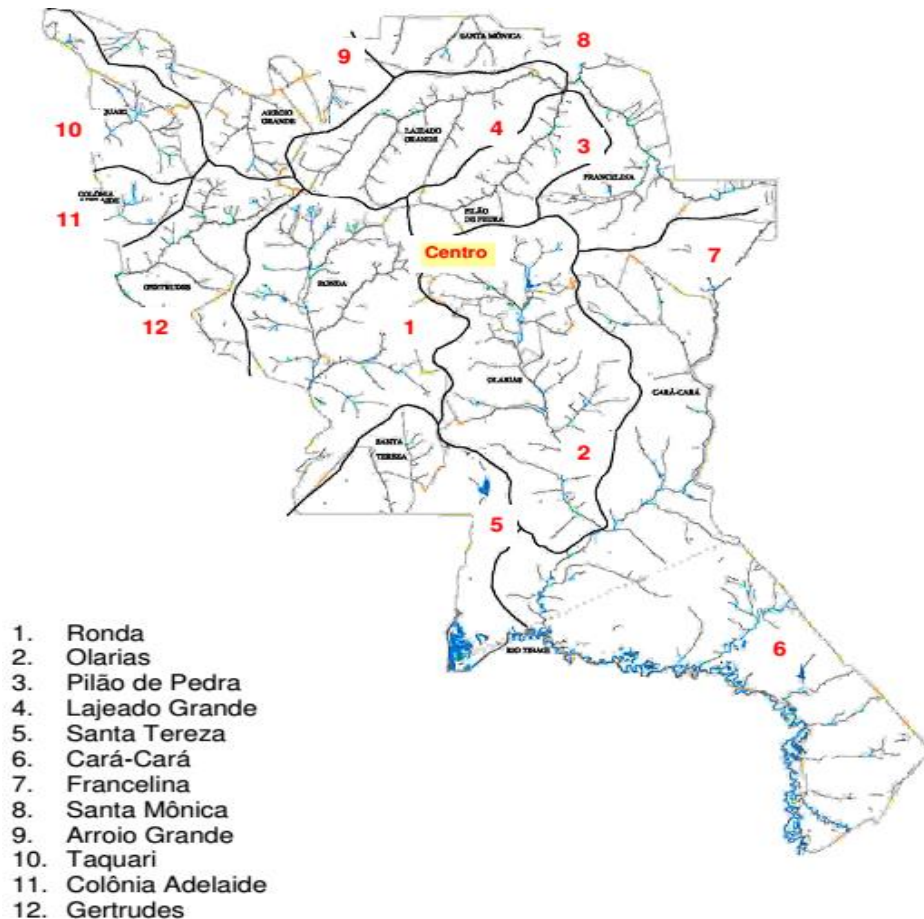 SANTA MÔNICA
8
9
ARROIO
GRANDE
10
LAJEADO
GRANDE
4
3
FRANCELINA
COLÔNIA
11
PILÃO
DE PEDRA
Centro
7
GERTRUDES
RONDA
12
1
OLARIAS
CARÁ-CARÁ
SANTA
TEREZA
2
5
RIO TIBAGI
6
1. Ronda
2. Olarias
3. Pilão de Pedra
4. Lajeado Grande
5. Santa Tereza
6. Cará-Cará
7. Francelina
8. Santa Mônica
9. Arroio Grande
10. Taquari
11. Colônia Adelaide
12. Gertrudes